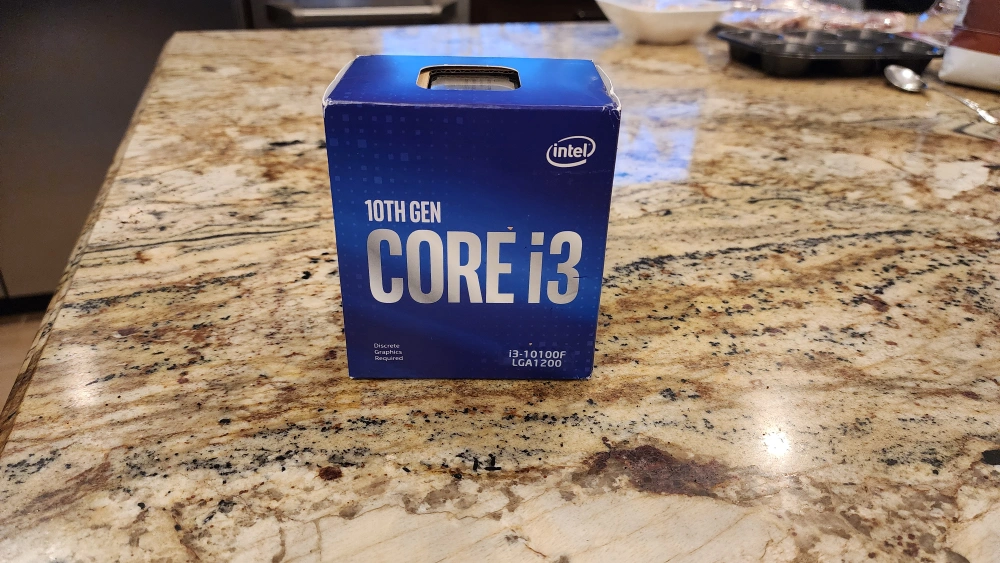 intel
10TH GEN
CORE i3
Discrete
Graphics
Required
i3-10100F
LGA1200